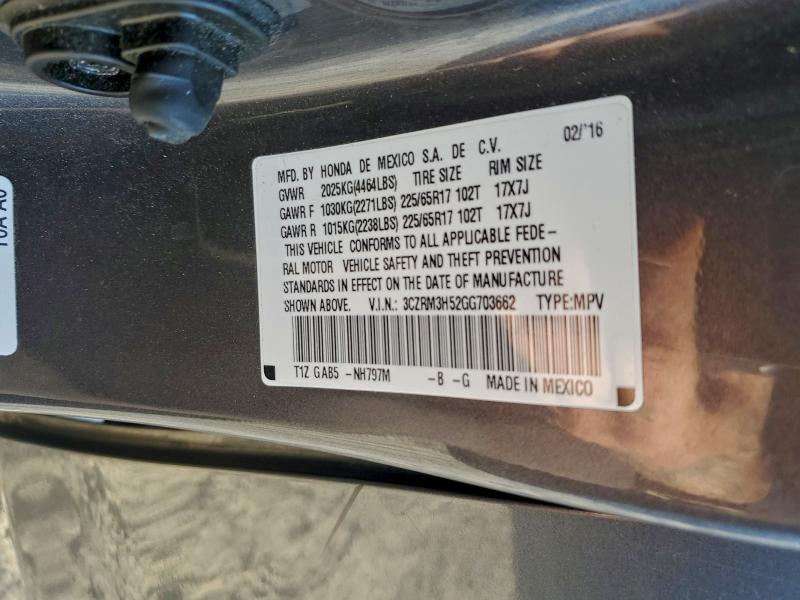 MFD. BY HONDA DE MEXICO S.A. DE C.V. 02/'16
GVWR 2025KG(4464LBS) TIRE SIZE RIM SIZE
GAWR F 1030KG(2271LBS) 225/65R17 102T 17X7J
GAWR R 1015KG(2238LBS) 225/65R17 102T 17X7J
THIS VEHICLE CONFORMS TO ALL APPLICABLE FEDE-
RAL MOTOR VEHICLE SAFETY AND THEFT PREVENTION
STANDARDS IN EFFECT ON THE DATE OF MANUFACTURE
SHOWN ABOVE. V.I.N.: 3CZRM3H52GG703662 TYPE:MPV
T1Z GAB5 -NH797M -B -G MADE IN MEXICO